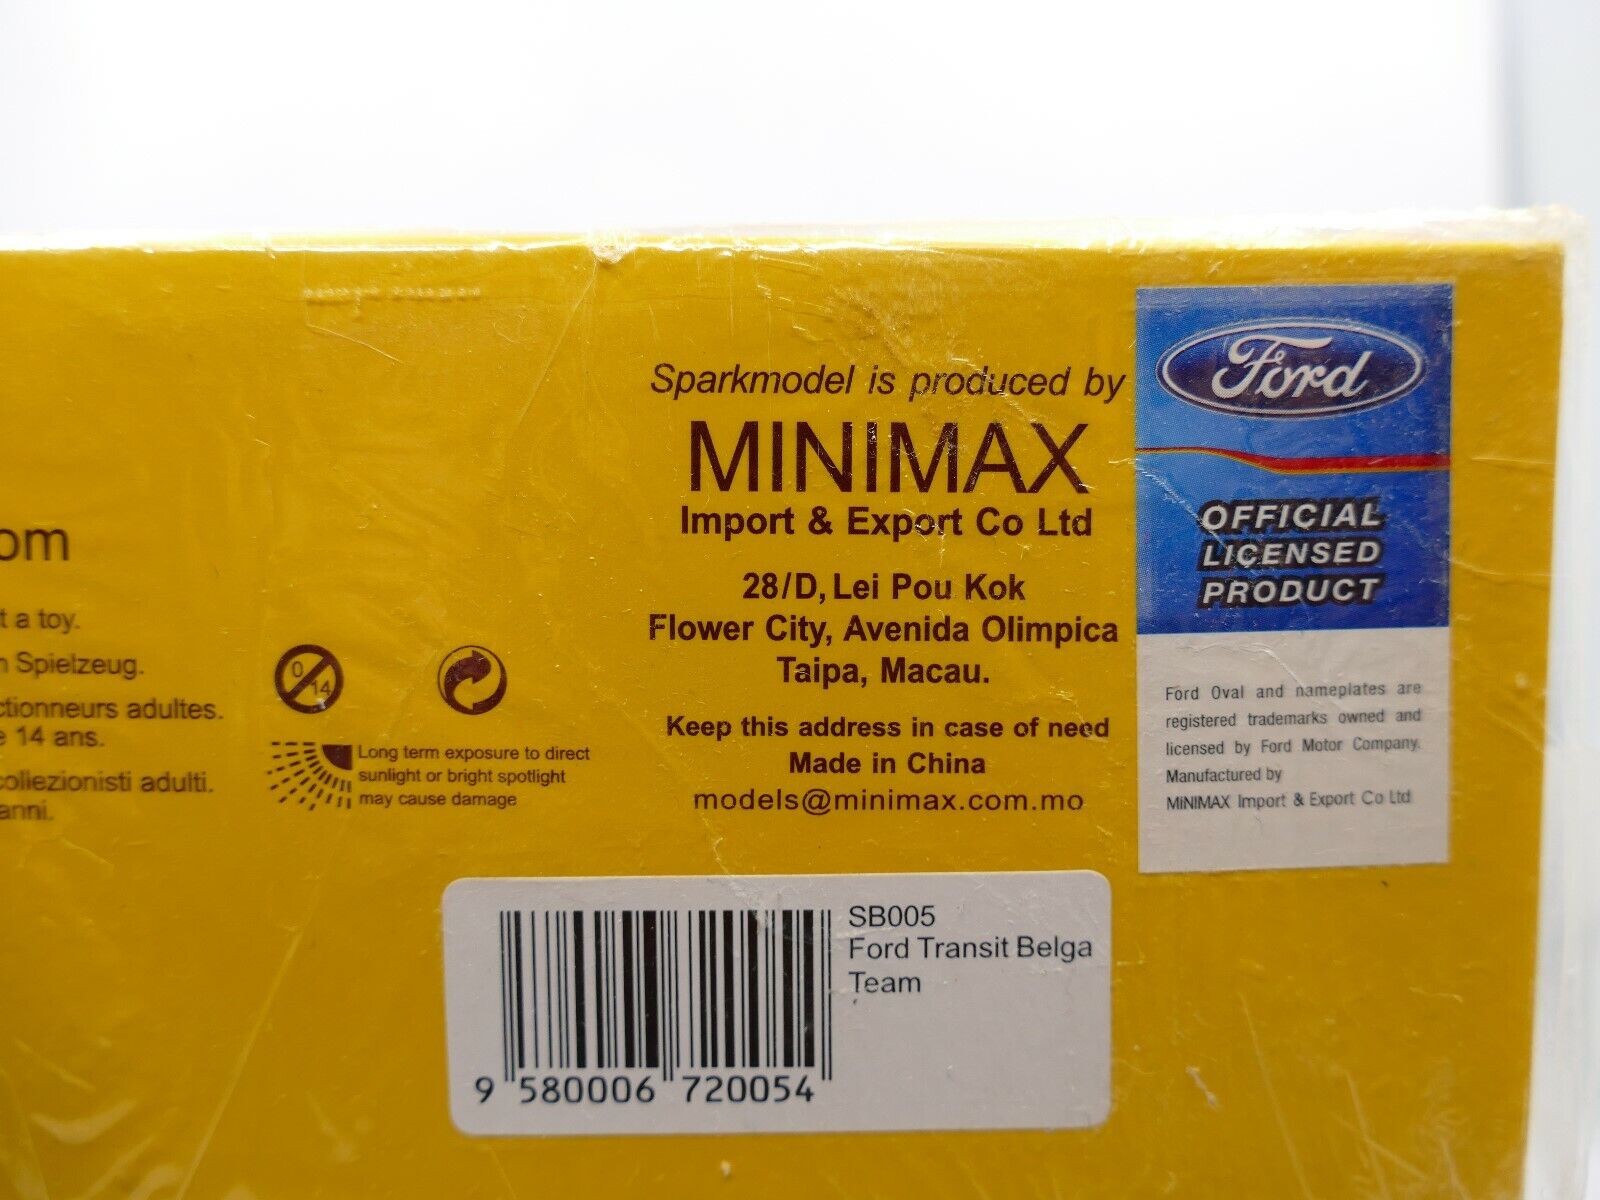 om
t a toy.
n Spielzeug.
ctionneurs adultes.
e 14 ans.
collezionisti adulti.
anni.
0
14
Long term exposure to direct
sunlight or bright spotlight
may cause damage
Sparkmodel is produced by
MINIMAX
Import & Export Co Ltd
28/D, Lei Pou Kok
Flower City, Avenida Olimpica
Taipa, Macau.
Keep this address in case of need
Made in China
models@minimax.com.mo
Ford
OFFICIAL
LICENSED
PRODUCT
Ford Oval and nameplates are
registered trademarks owned and
licensed by Ford Motor Company.
Manufactured by
MiNIMAX Import & Export Co Ltd
SB005
Ford Transit Belga
Team
9 580006 720054